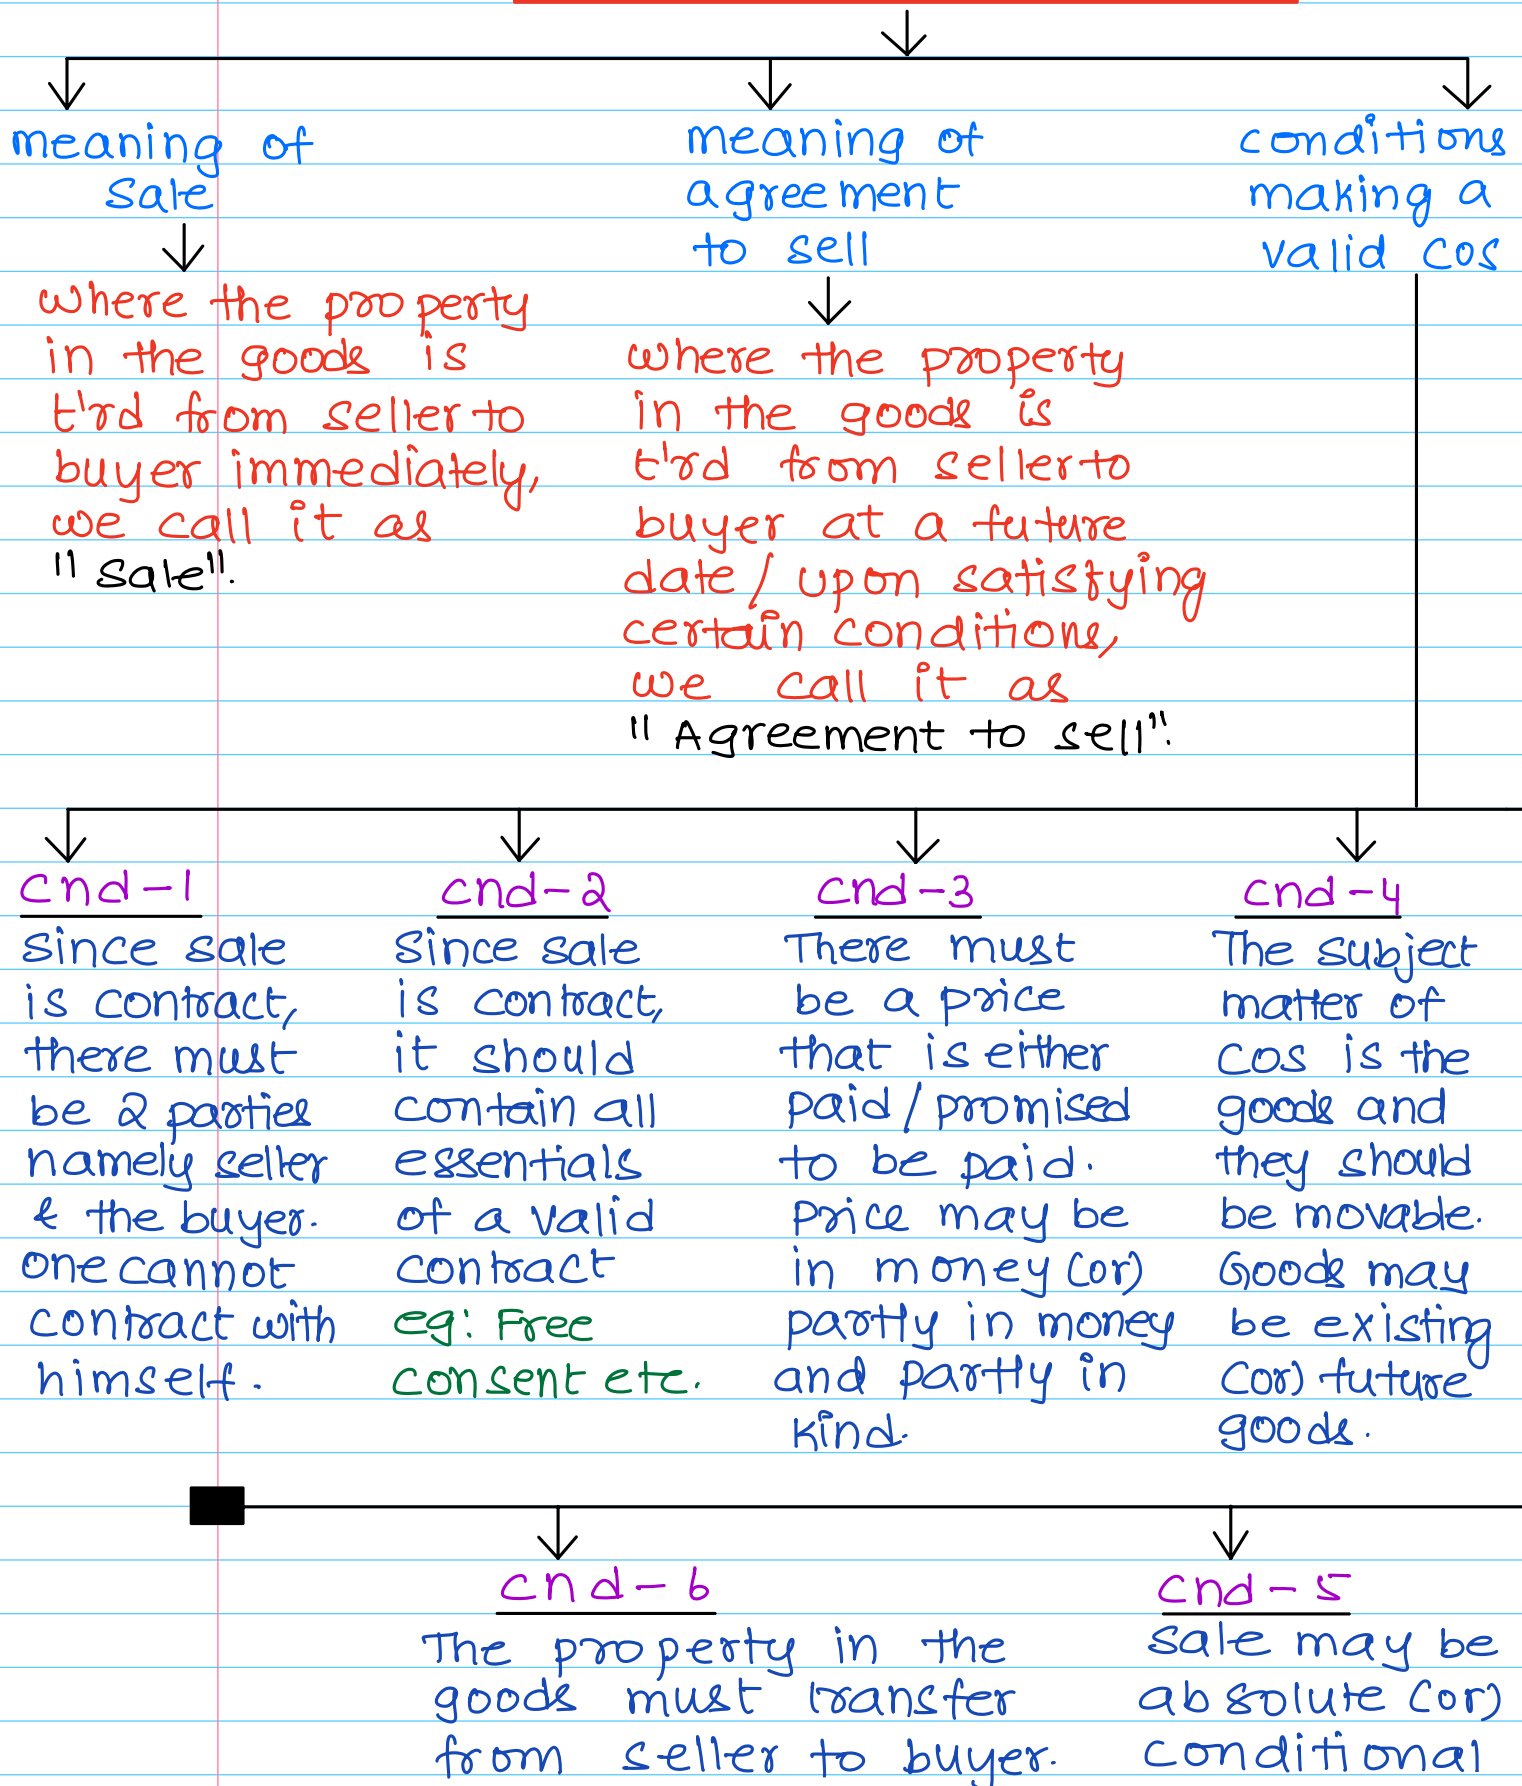 meaning of
sale
where the property
in the goods is
t'rd from seller to
buyer immediately,
we call it as
"sale".
meaning of
agreement
to sell
where the property
in the goods is
t'rd from seller to
buyer at a future
date/upon satisfying
certain conditions,
we call it as
"Agreement to sell".
conditions
making a
valid cos
Cnd-1
Since sale
is contract,
there must
be 2 parties
namely seller
& the buyer.
one cannot
contract with
himself.
cnd-2
Since sale
is contract,
it should
contain all
essentials
of a valid
contract
eg: Free
consent etc.
cnd-3
There must
be a price
that is either
paid/promised
to be paid.
Price may be
in money (or)
partly in money
and partly in
kind.
cnd-4
The subject
matter of
cos is the
goods and
they should
be movable.
Goods may
be existing
(or) future
goods.
cnd-6
The property in the
goods must transfer
from seller to buyer.
cnd-5
sale may be
absolute (or)
conditional